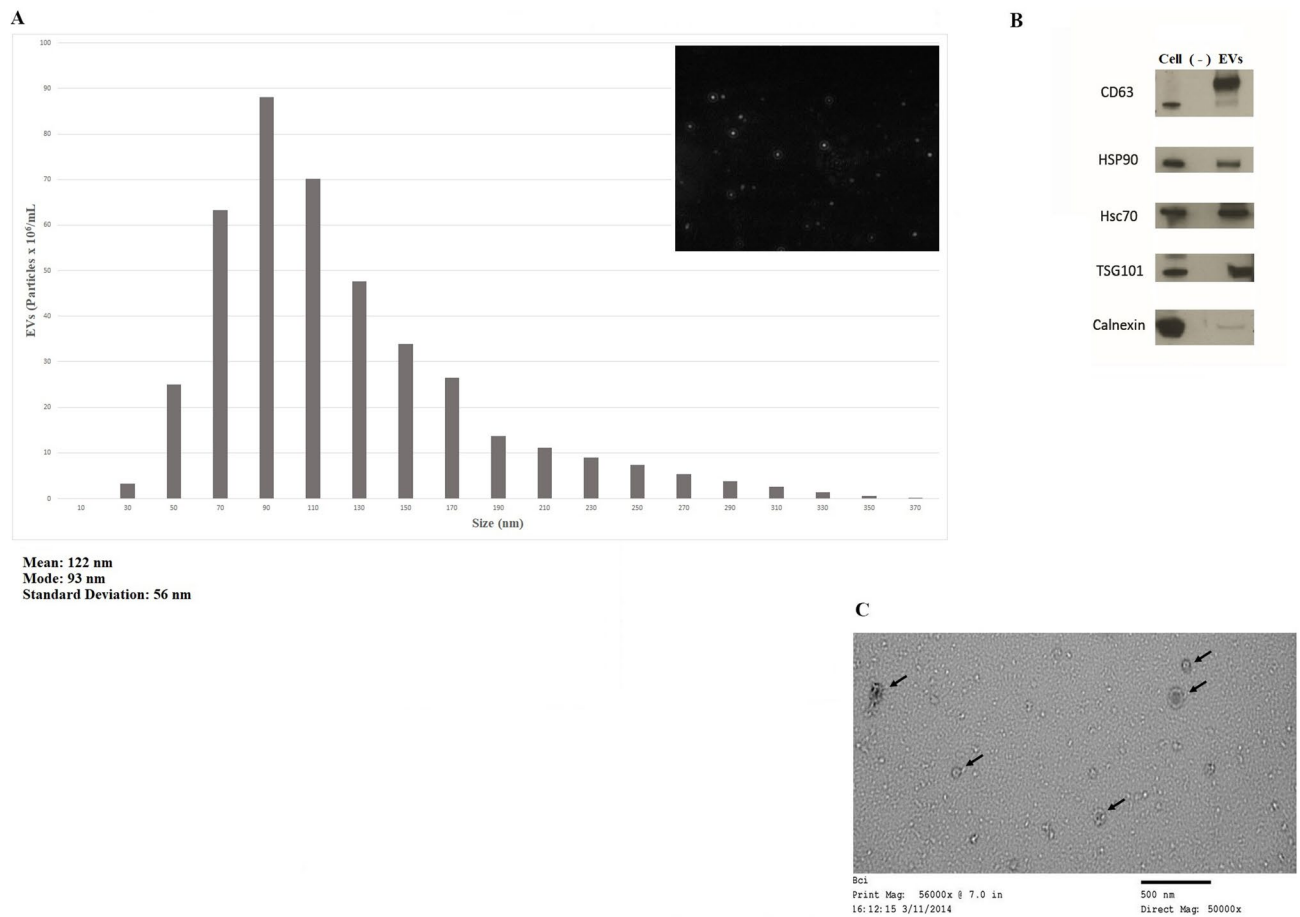 A
100
90
80
70
60
50
40
30
20
10
0
EVs (Particles x 10⁶/mL
10 30 50 70 90 110 130 150 170 190 210 230 250 270 290 310 330 350 370
Size (nm)
Mean: 122 nm
Mode: 93 nm
Standard Deviation: 56 nm
B
Cell ( - ) EVs
CD63
HSP90
Hsc70
TSG101
Calnexin
C
Bci
Print Mag: 56000x @ 7.0 in
16:12:15 3/11/2014
500 nm
Direct Mag: 50000x